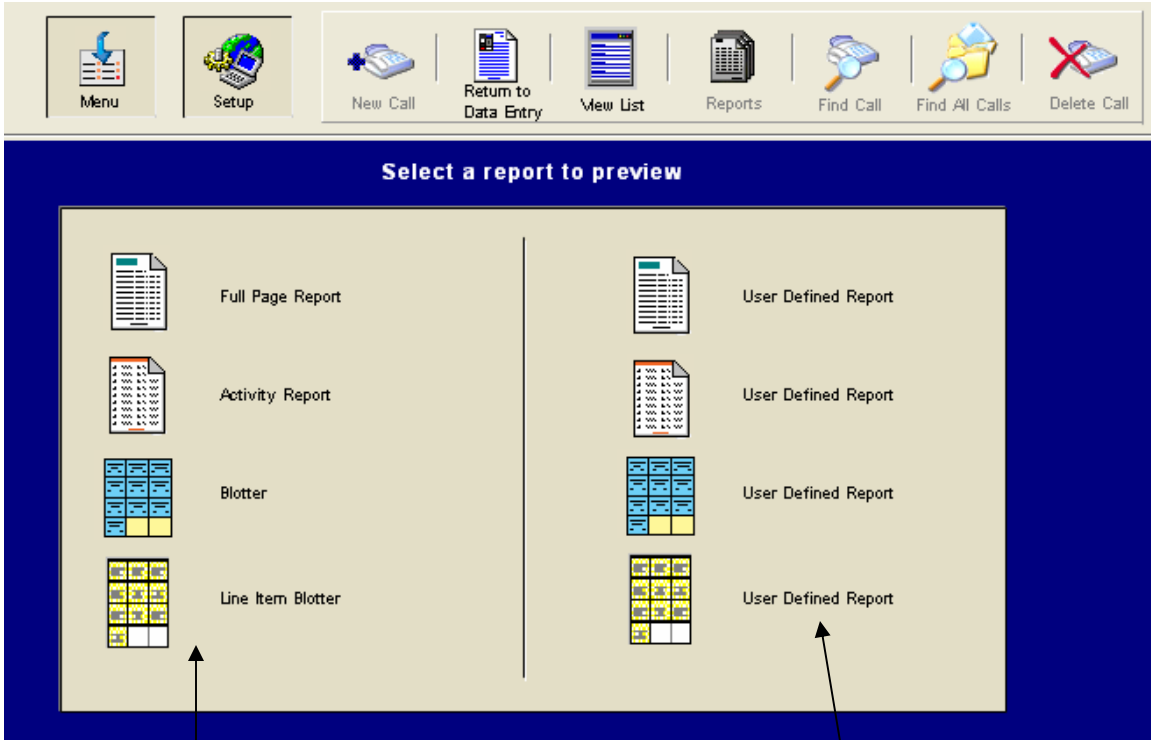 Menu
Setup
New Call
Return to
Data Entry
View List
Reports
Find Call
Find All Calls
Delete Call
Select a report to preview
Full Page Report
User Defined Report
Activity Report
User Defined Report
Blotter
User Defined Report
Line Item Blotter
User Defined Report